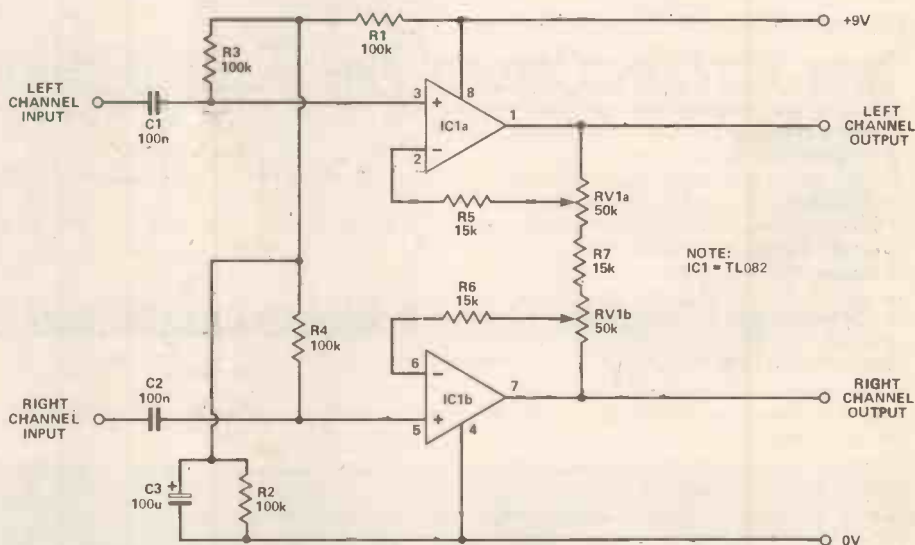 R1
100k
+9V
R3
100k
LEFT
CHANNEL
INPUT
C1
100n
3
+
8
IC1a
1
−
2
LEFT
CHANNEL
OUTPUT
RV1a
50k
R5
15k
R7
15k
NOTE:
IC1 = TL082
R6
15k
RV1b
50k
R4
100k
6
−
IC1b
7
+
5
4
C2
100n
RIGHT
CHANNEL
INPUT
RIGHT
CHANNEL
OUTPUT
+
C3
100u
R2
100k
0V